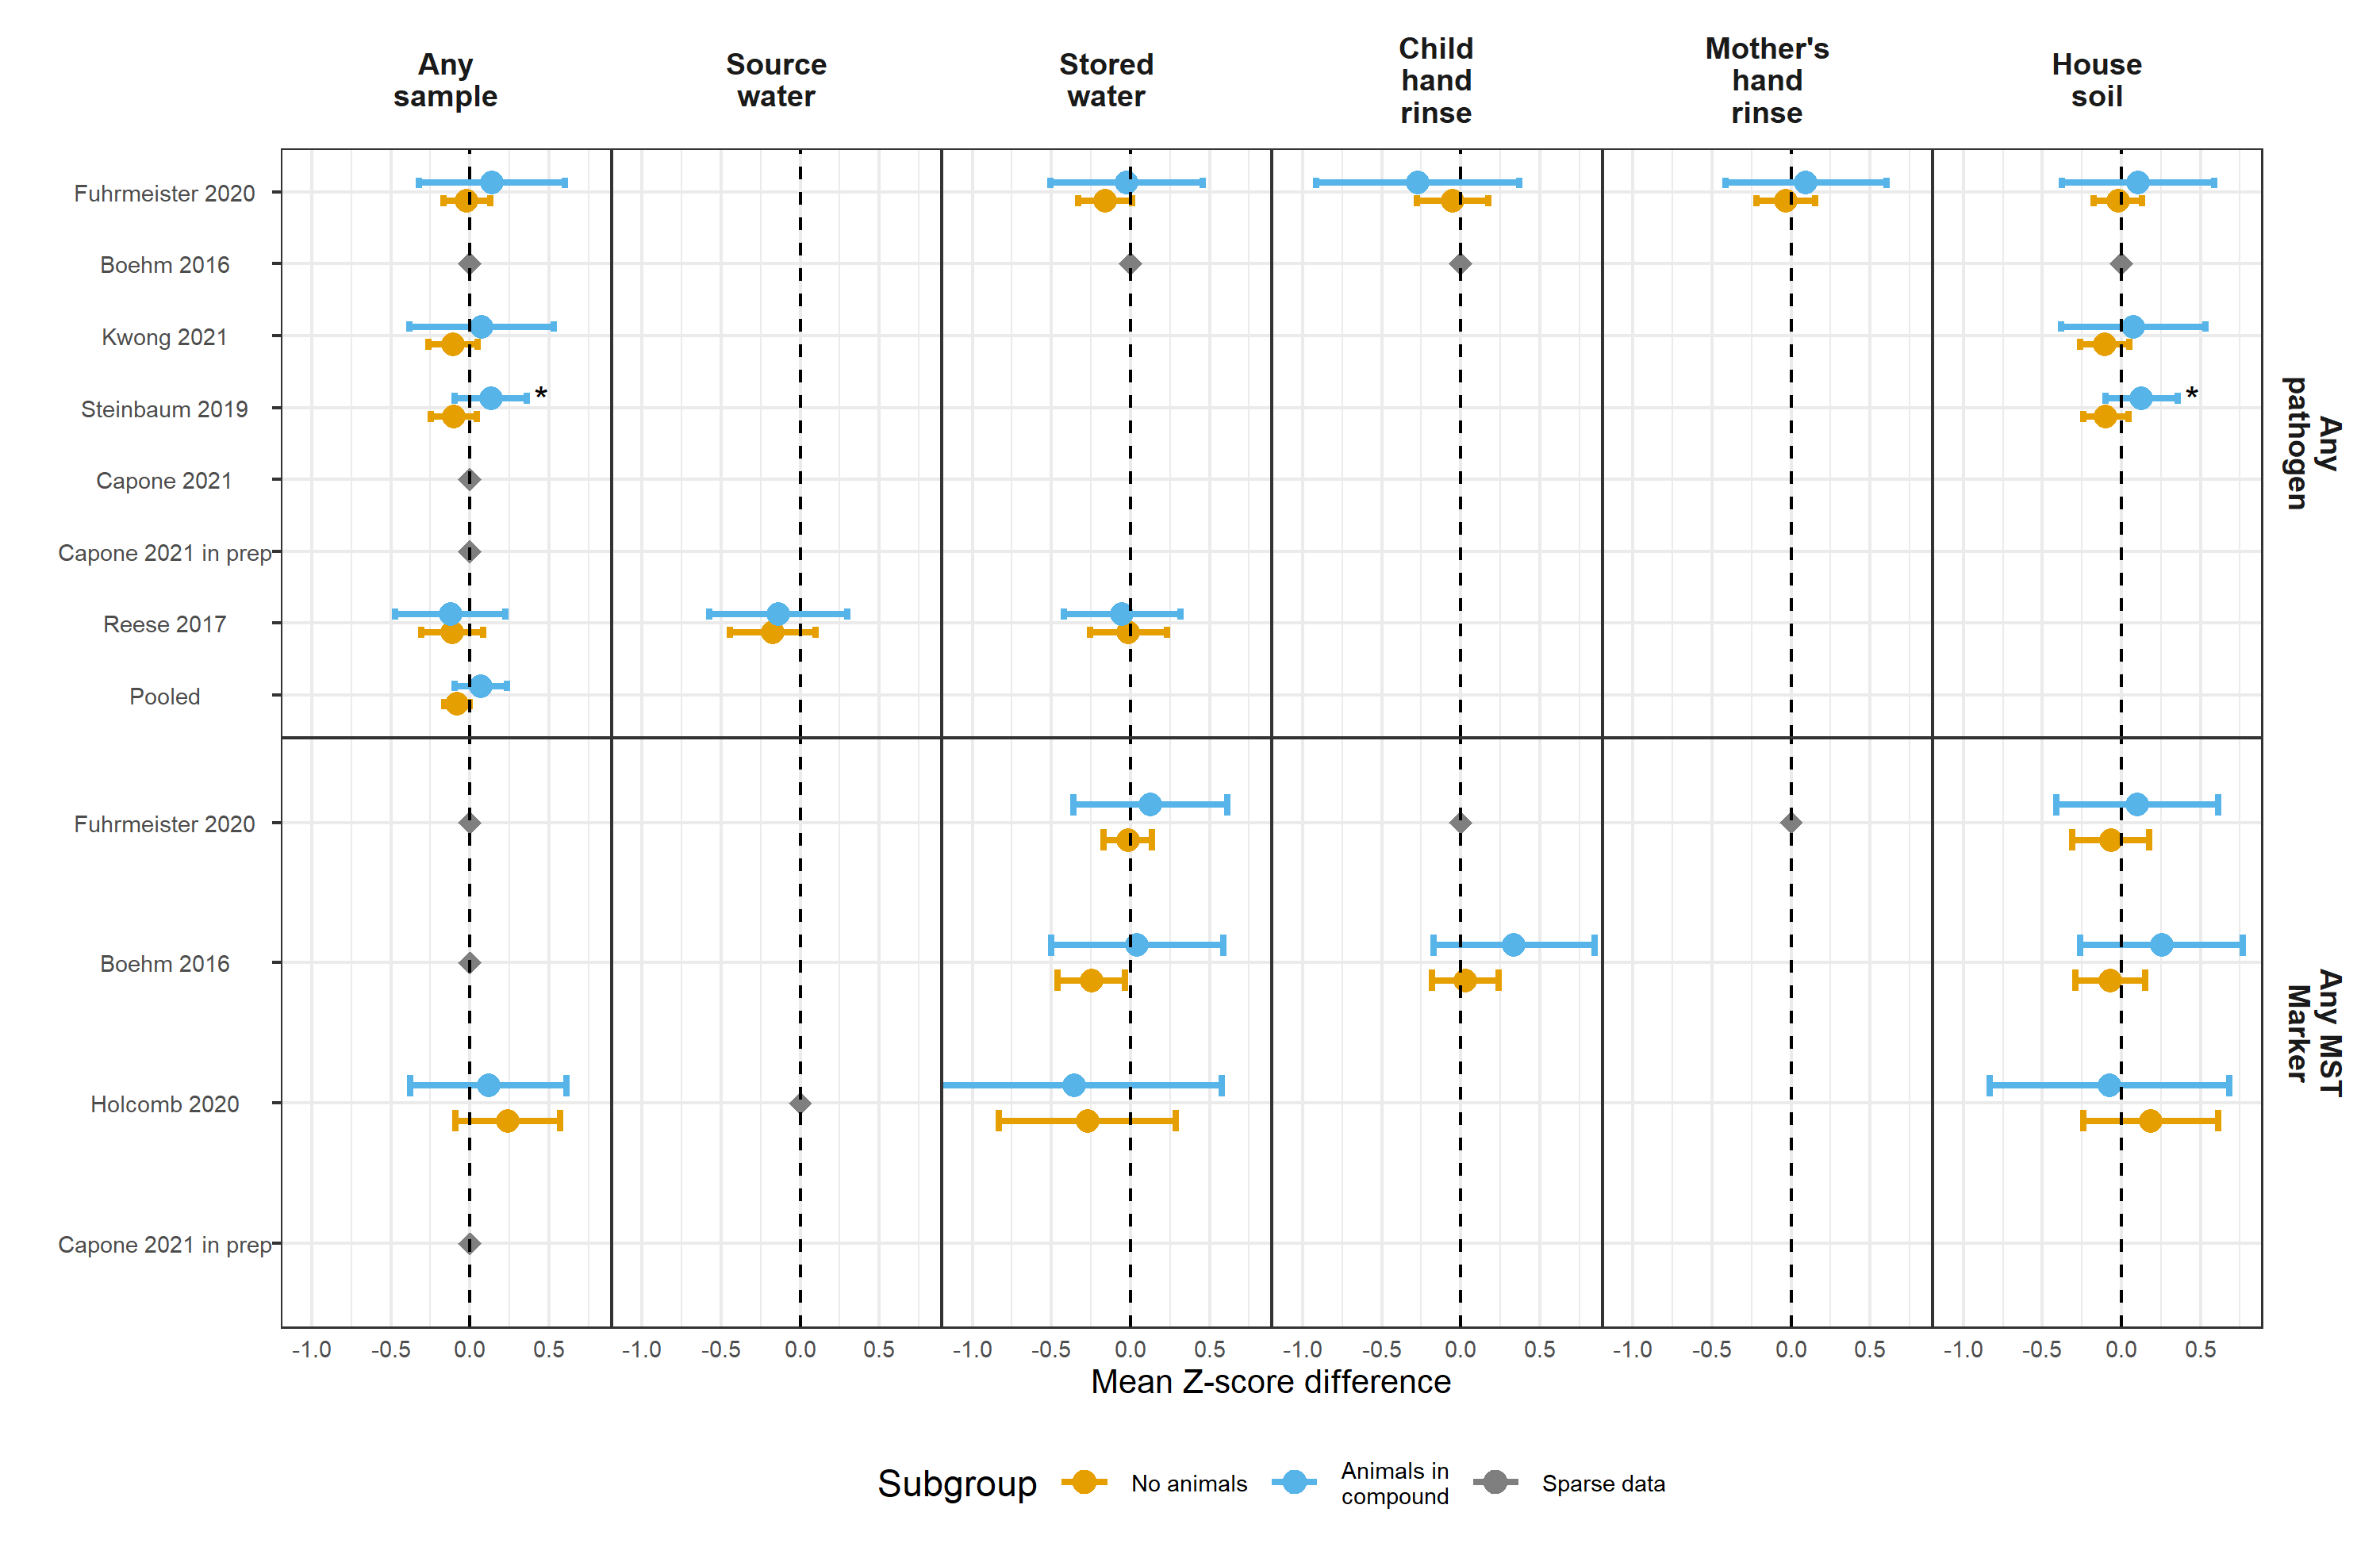 Any
sample
Source
water
Stored
water
Child
hand
rinse
Mother's
hand
rinse
House
soil
Fuhrmeister 2020
Boehm 2016
Kwong 2021
Steinbaum 2019
*
*
Capone 2021
Capone 2021 in prep
Reese 2017
Pooled
Any
pathogen
Fuhrmeister 2020
Boehm 2016
Holcomb 2020
Capone 2021 in prep
Any MST
Marker
-1.0 -0.5 0.0 0.5 -1.0 -0.5 0.0 0.5 -1.0 -0.5 0.0 0.5 -1.0 -0.5 0.0 0.5 -1.0 -0.5 0.0 0.5 -1.0 -0.5 0.0 0.5
Mean Z-score difference
Subgroup
No animals
Animals in
compound
Sparse data